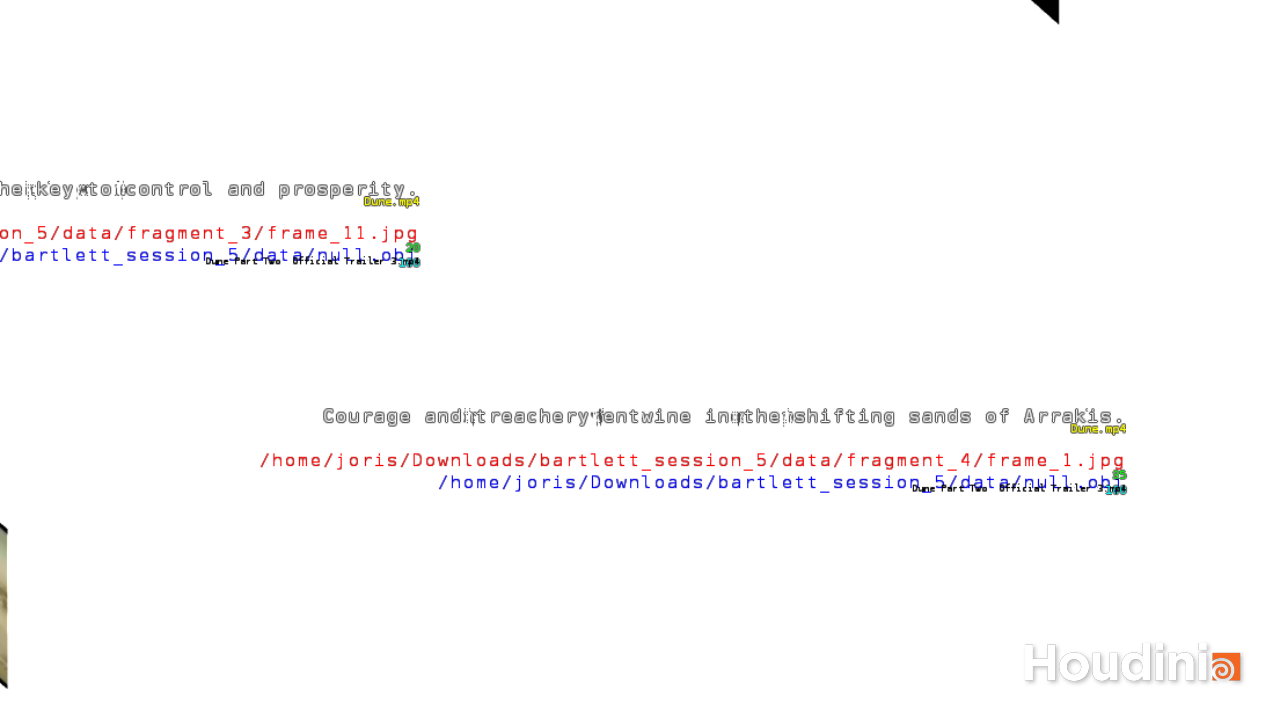 he key to control and prosperity.
Dune.mp4
on_5/data/fragment_3/frame_11.jpg
20
/bartlett_session_5/data/null.obj
Dune Part Two Official Trailer 3.mp4
Courage and treachery entwine in the shifting sands of Arrakis.
Dune.mp4
/home/joris/Downloads/bartlett_session_5/data/fragment_4/frame_1.jpg
/home/joris/Downloads/bartlett_session_5/data/null.obj
Dune Part Two Official Trailer 3.mp4
Houdini